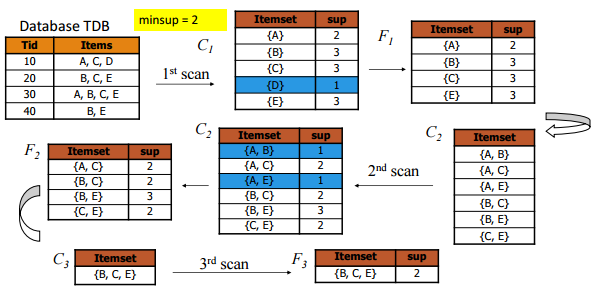 Database TDB
Tid Items
10 A, C, D
20 B, C, E
30 A, B, C, E
40 B, E
minsup = 2
C1
1st scan
Itemset sup
{A} 2
{B} 3
{C} 3
{D} 1
{E} 3
F1
Itemset sup
{A} 2
{B} 3
{C} 3
{E} 3
F2
Itemset sup
{A, C} 2
{B, C} 2
{B, E} 3
{C, E} 2
C2
Itemset sup
{A, B} 1
{A, C} 2
{A, E} 1
{B, C} 2
{B, E} 3
{C, E} 2
2nd scan
C2
Itemset
{A, B}
{A, C}
{A, E}
{B, C}
{B, E}
{C, E}
C3
Itemset
{B, C, E}
3rd scan
F3
Itemset sup
{B, C, E} 2